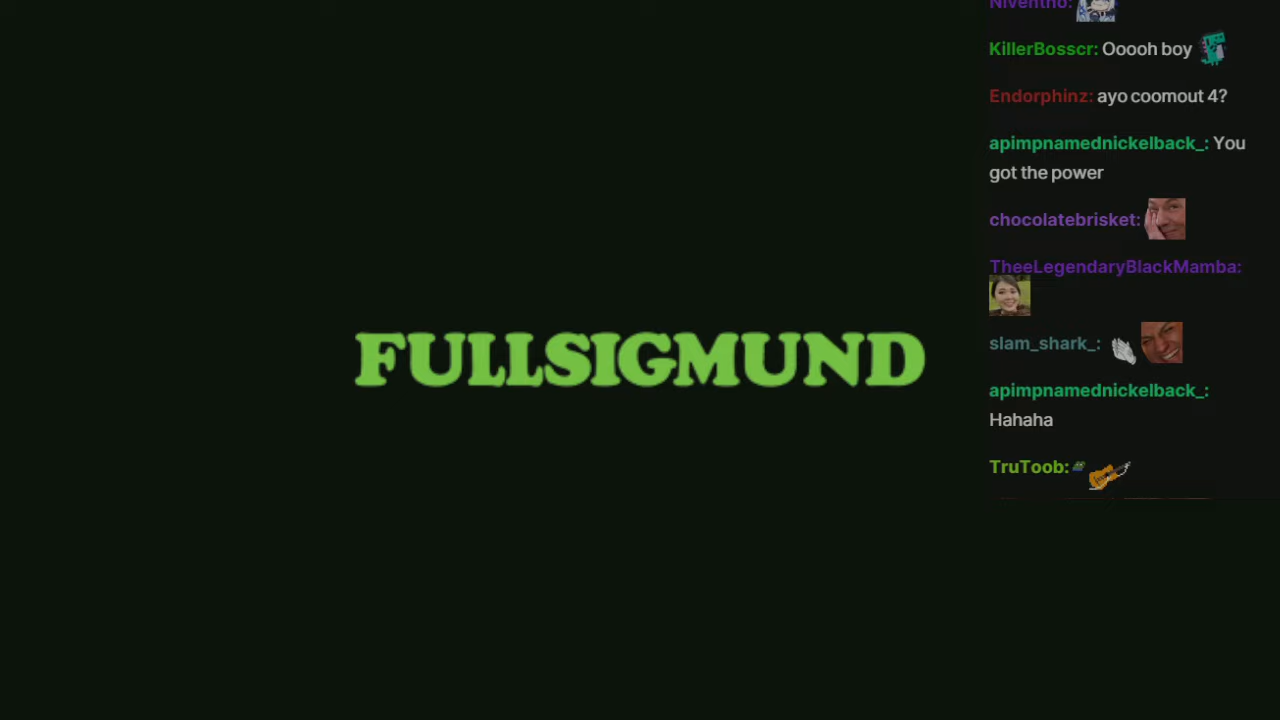 Niventho:
KillerBosscr: Ooooh boy
Endorphinz: ayo coomout 4?
apimpnamednickelback_: You
got the power
chocolatebrisket:
TheeLegendaryBlackMamba:
FULLSIGMUND
slam_shark_:
apimpnamednickelback_:
Hahaha
TruToob: